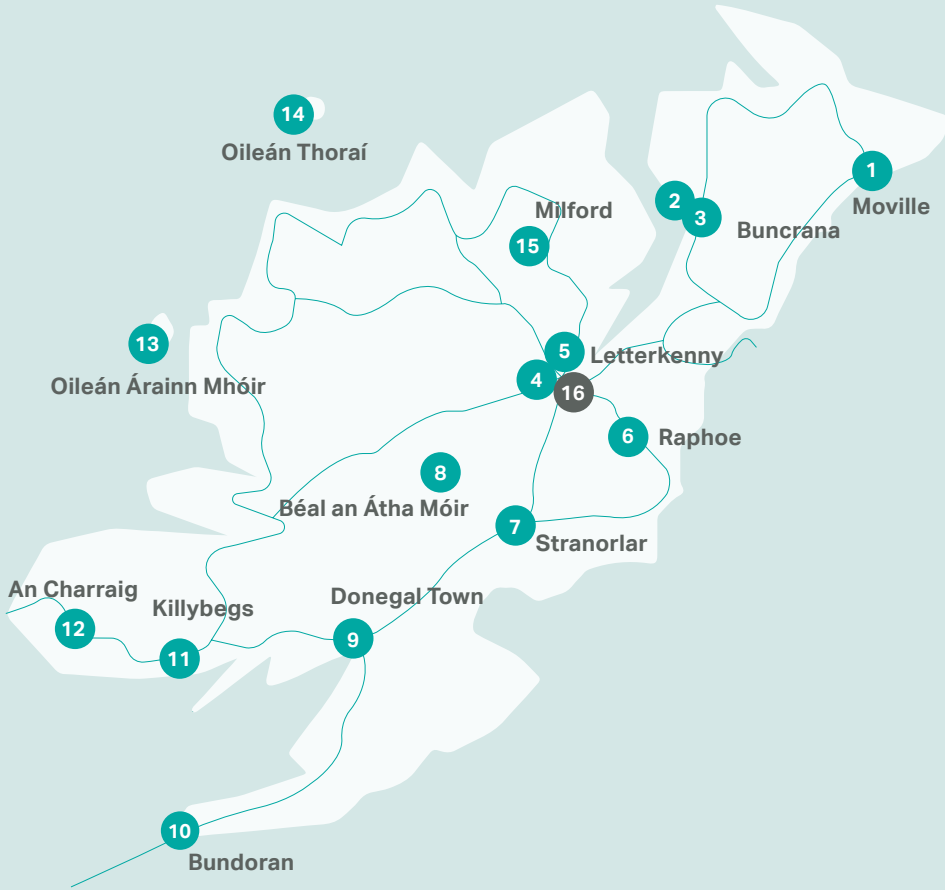 14
Oileán Thoraí
1
Moville
2
3
Buncrana
Milford
15
13
Oileán Árainn Mhóir
5
Letterkenny
4
16
6
Raphoe
8
Béal an Átha Móir
7
Stranorlar
An Charraig
12
Killybegs
11
Donegal Town
9
10
Bundoran